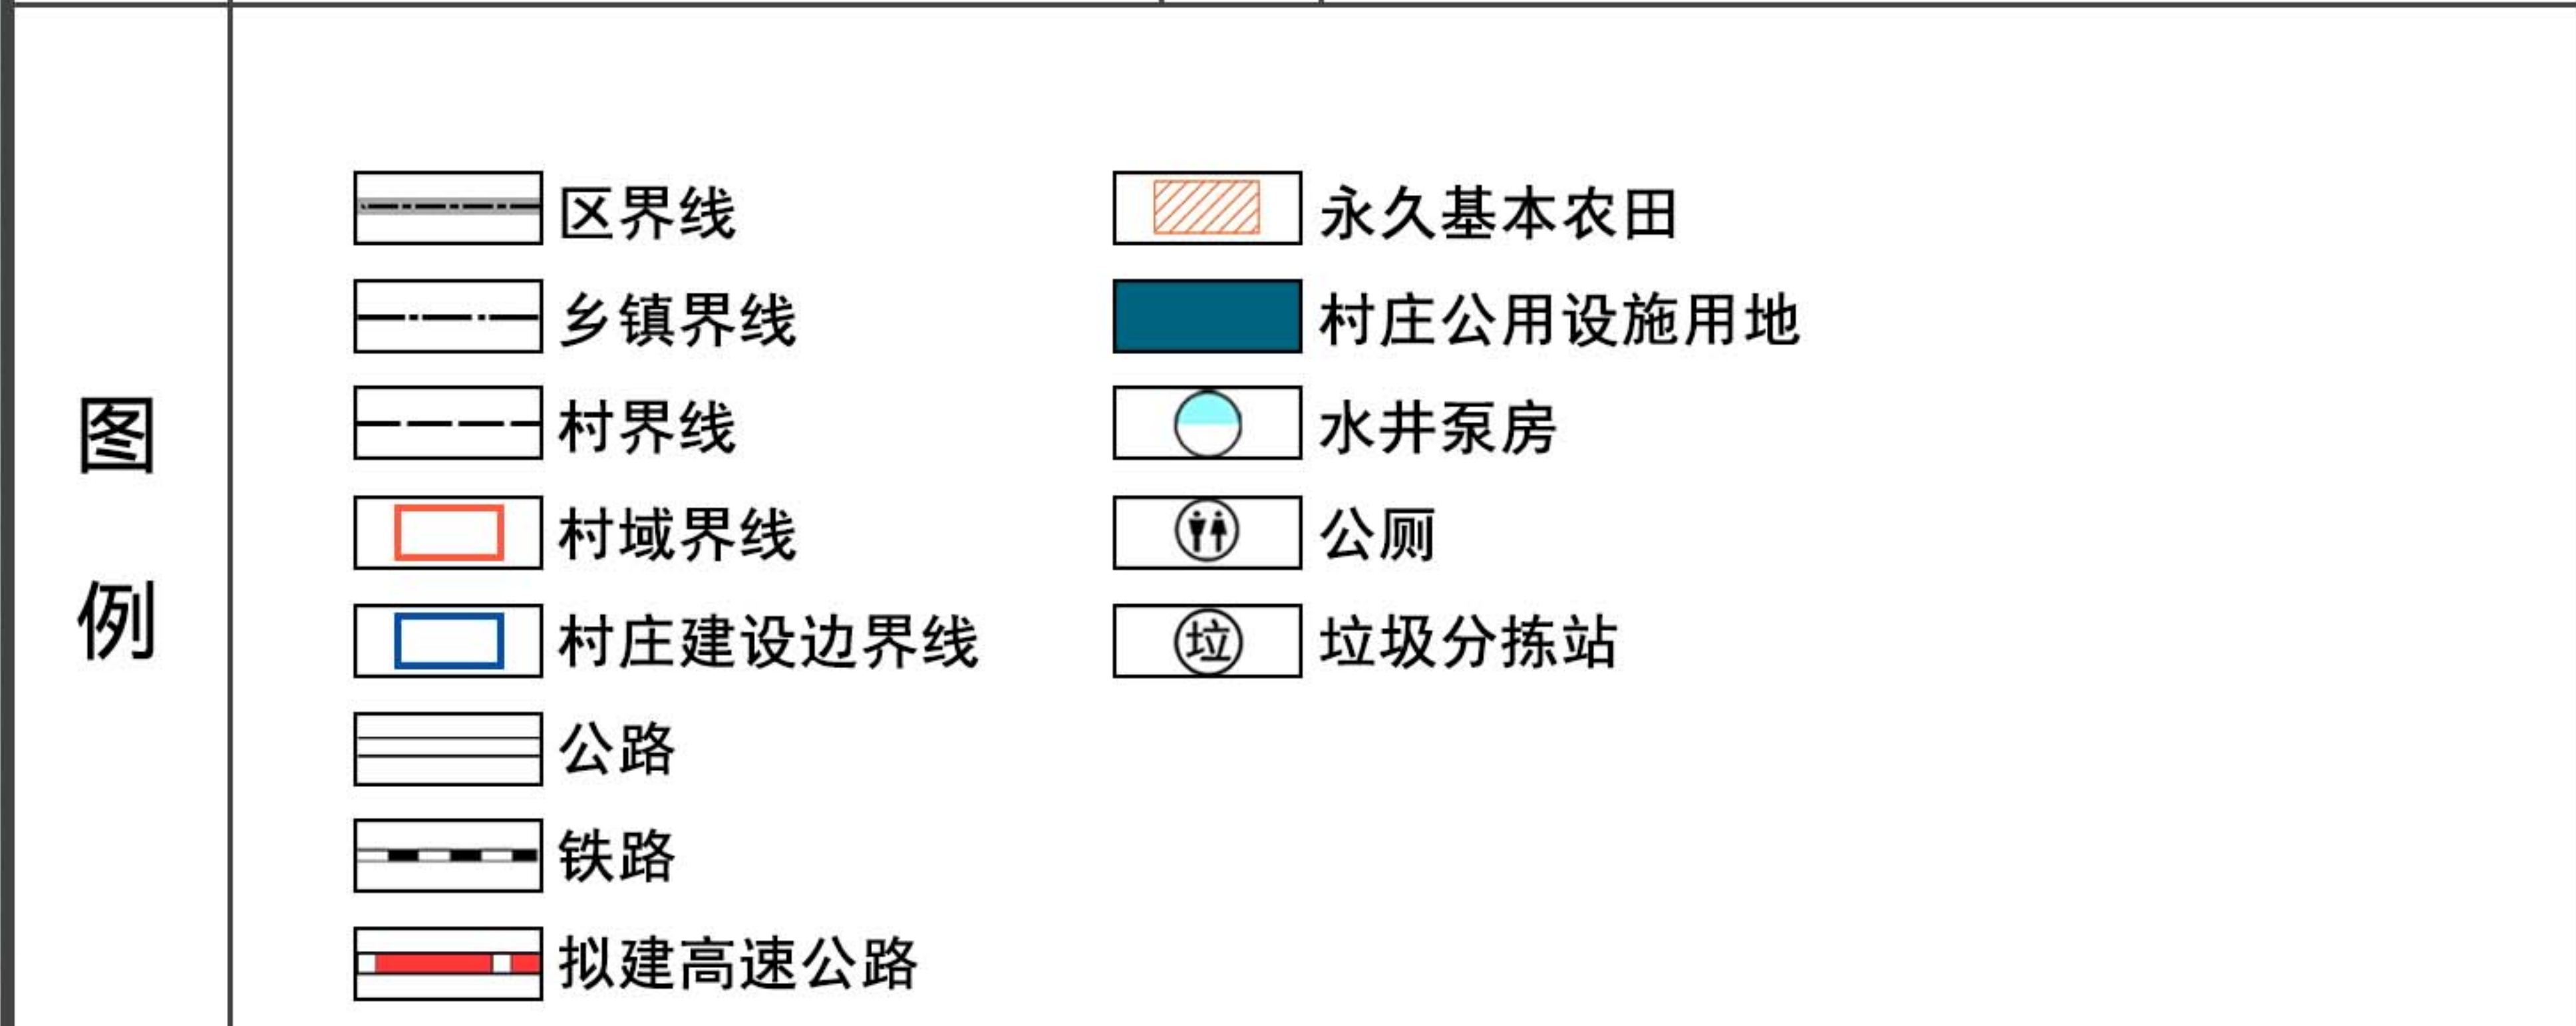 图例
区界线
乡镇界线
村界线
村域界线
村庄建设边界线
公路
铁路
拟建高速公路
永久基本农田
村庄公用设施用地
水井泵房
公厕
垃
垃圾分拣站